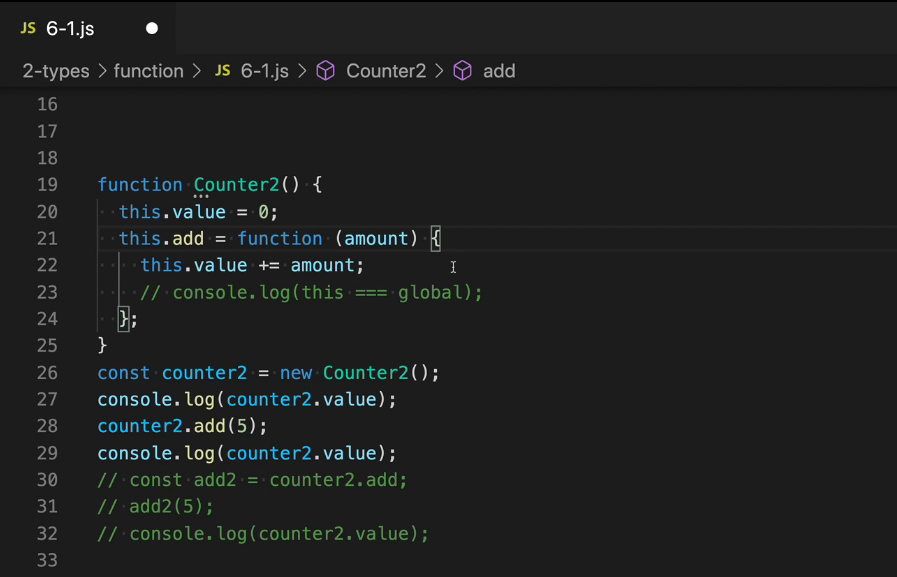 JS 6-1.js
2-types > function > JS 6-1.js > Counter2 > add
16
17
18
19 function Counter2() {
20   this.value = 0;
21   this.add = function (amount) {
22     this.value += amount;
23     // console.log(this === global);
24   };
25 }
26 const counter2 = new Counter2();
27 console.log(counter2.value);
28 counter2.add(5);
29 console.log(counter2.value);
30 // const add2 = counter2.add;
31 // add2(5);
32 // console.log(counter2.value);
33